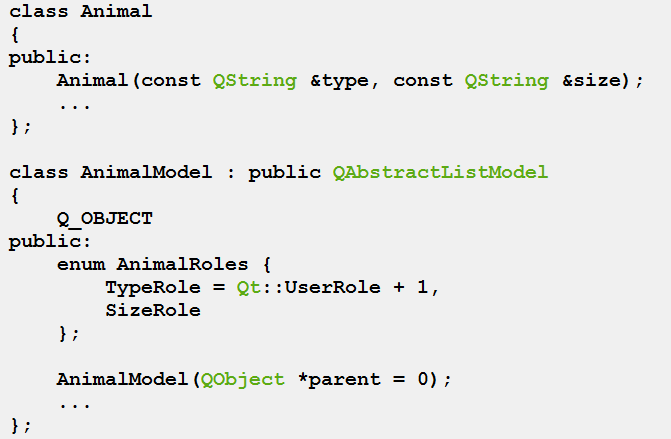 class Animal
{
public:
    Animal(const QString &type, const QString &size);
    ...
};

class AnimalModel : public QAbstractListModel
{
    Q_OBJECT
public:
    enum AnimalRoles {
        TypeRole = Qt::UserRole + 1,
        SizeRole
    };

    AnimalModel(QObject *parent = 0);
    ...
};